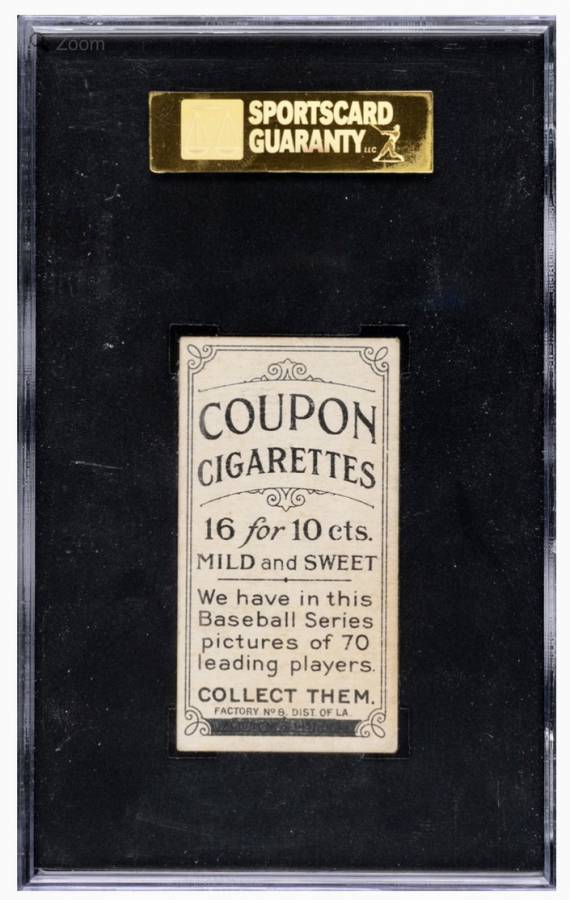 Zoom
SPORTSCARD
GUARANTY LLC
COUPON
CIGARETTES
16 for 10 cts.
MILD and SWEET
We have in this
Baseball Series
pictures of 70
leading players.
COLLECT THEM.
FACTORY Nº 8, DIST. OF LA.